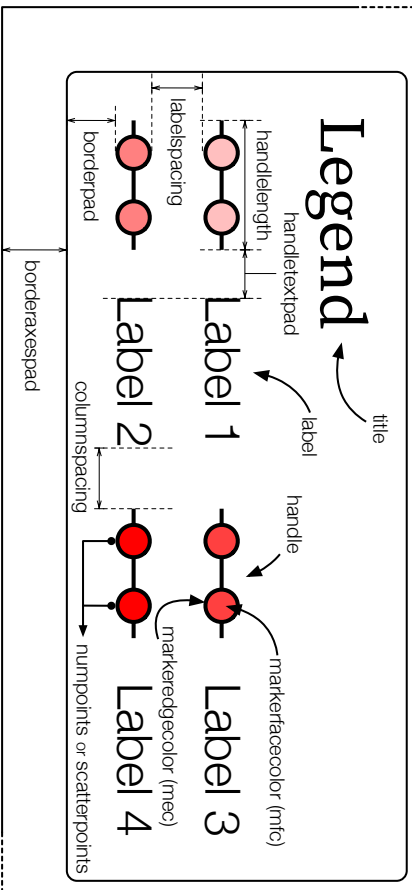 Legend
title
handlelength
handletextpad
label
handle
markerfacecolor (mfc)
Label 1
Label 3
labelspacing
markeredgecolor (mec)
Label 2
Label 4
borderpad
columnspacing
numpoints or scatterpoints
borderaxespad